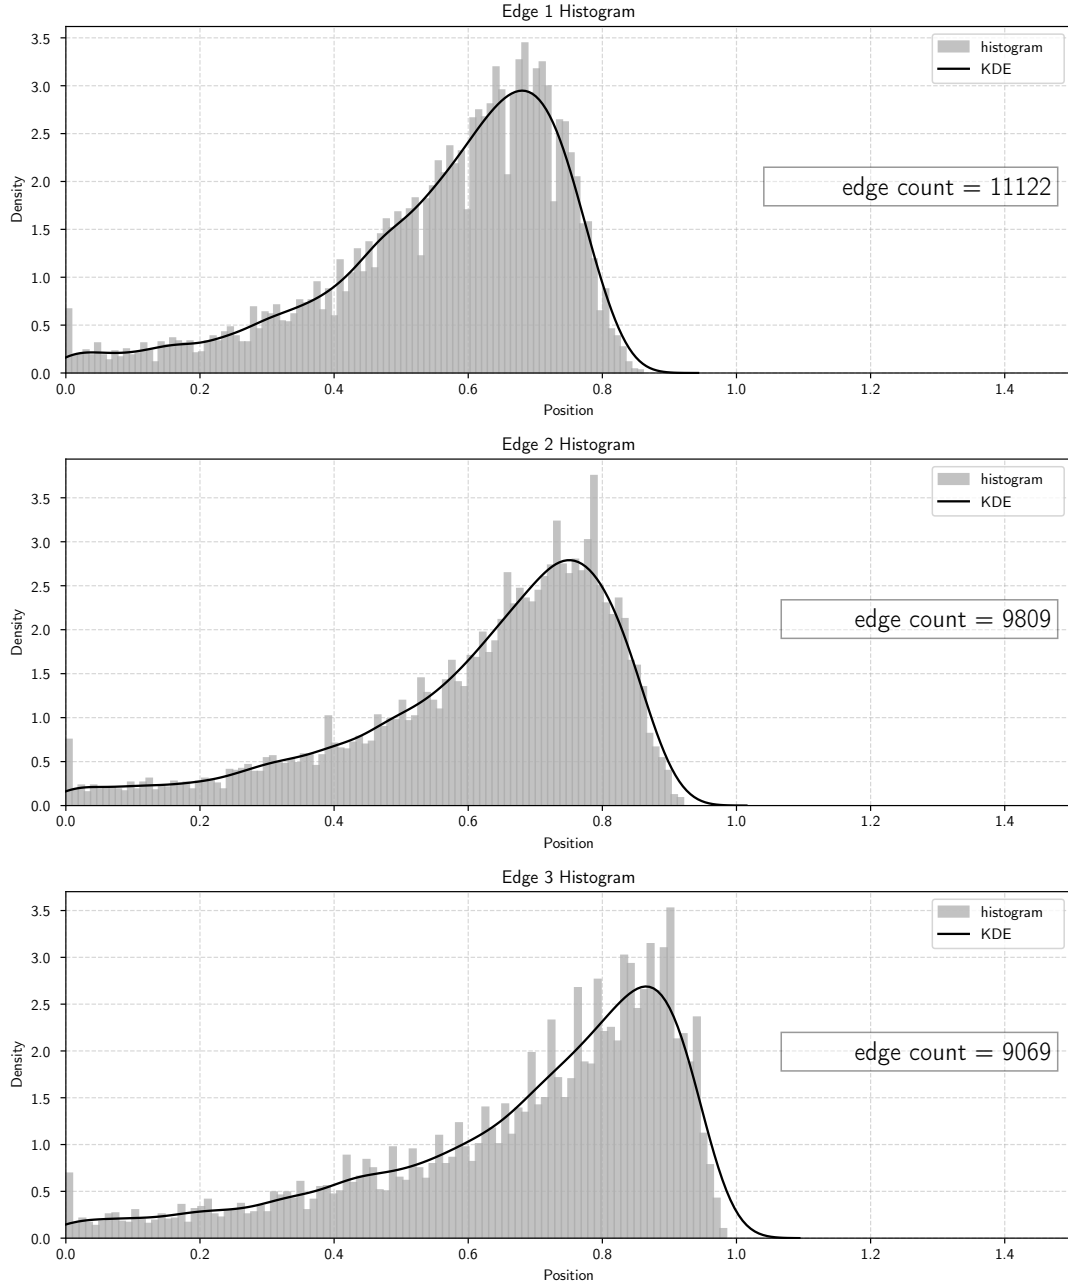 Edge 1 Histogram
3.5
3.0
2.5
2.0
1.5
1.0
0.5
0.0
Density
histogram
KDE
edge count = 11122
0.0 0.2 0.4 0.6 0.8 1.0 1.2 1.4
Position
Edge 2 Histogram
3.5
3.0
2.5
2.0
1.5
1.0
0.5
0.0
Density
histogram
KDE
edge count = 9809
0.0 0.2 0.4 0.6 0.8 1.0 1.2 1.4
Position
Edge 3 Histogram
3.5
3.0
2.5
2.0
1.5
1.0
0.5
0.0
Density
histogram
KDE
edge count = 9069
0.0 0.2 0.4 0.6 0.8 1.0 1.2 1.4
Position